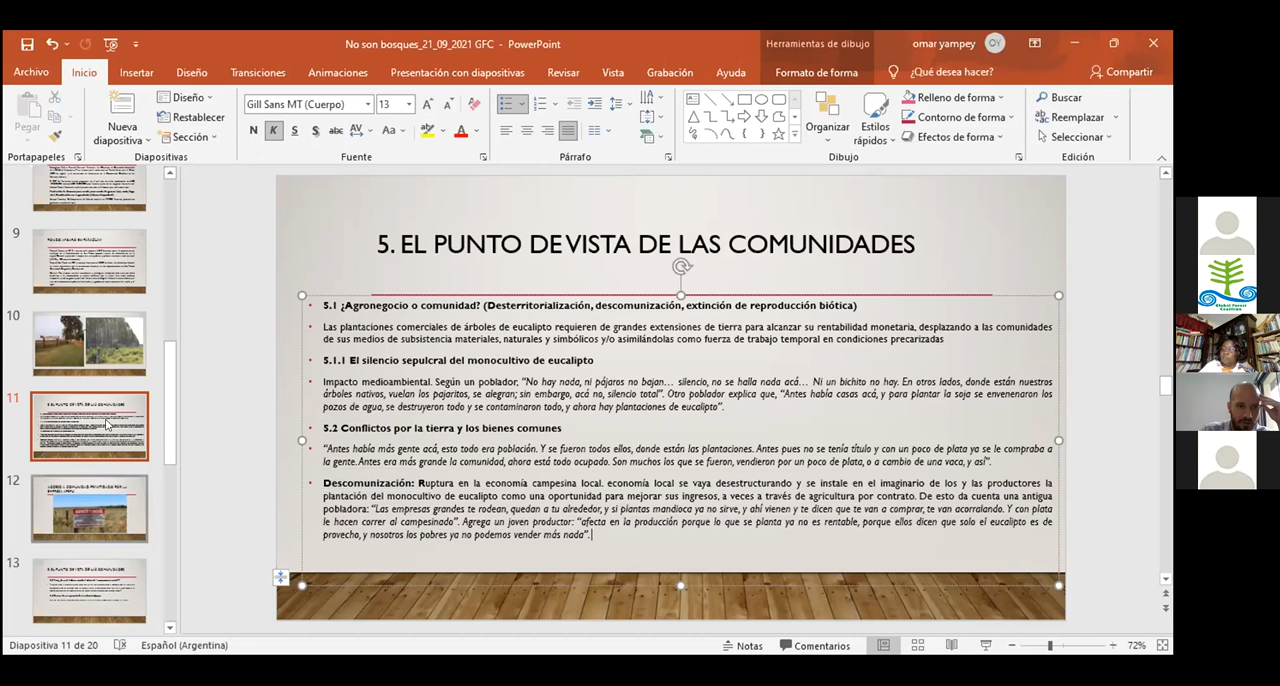 No son bosques_21_09_2021 GFC - PowerPoint
Herramientas de dibujo
omar yampey
OY
Archivo
Inicio
Insertar
Diseño
Transiciones
Animaciones
Presentación con diapositivas
Revisar
Vista
Grabación
Ayuda
Formato de forma
¿Qué desea hacer?
Compartir
Pegar
Nueva diapositiva
Diseño
Restablecer
Sección
Gill Sans MT (Cuerpo)
13
N K S S abc AV Aa A
Organizar
Estilos rápidos
Relleno de forma
Contorno de forma
Efectos de forma
Buscar
Reemplazar
Seleccionar
Portapapeles
Diapositivas
Fuente
Párrafo
Dibujo
Edición
9
10
11
12
13
5. EL PUNTO DE VISTA DE LAS COMUNIDADES
• 5.1 ¿Agronegocio o comunidad? (Desterritorialización, descomunización, extinción de reproducción biótica)
• Las plantaciones comerciales de árboles de eucalipto requieren de grandes extensiones de tierra para alcanzar su rentabilidad monetaria, desplazando a las comunidades
de sus medios de subsistencia materiales, naturales y simbólicos y/o asimilándolas como fuerza de trabajo temporal en condiciones precarizadas
• 5.1.1 El silencio sepulcral del monocultivo de eucalipto
• Impacto medioambiental. Según un poblador, “No hay nada, ni pájaros no bajan… silencio, no se halla nada acá… Ni un bichito no hay. En otros lados, donde están nuestros
árboles nativos, vuelan los pajaritos, se alegran; sin embargo, acá no, silencio total”. Otro poblador explica que, “Antes había casas acá, y para plantar la soja se envenenaron los
pozos de agua, se destruyeron todo y se contaminaron todo, y ahora hay plantaciones de eucalipto”.
• 5.2 Conflictos por la tierra y los bienes comunes
• “Antes había más gente acá, esto todo era población. Y se fueron todos ellos, donde están las plantaciones. Antes pues no se tenía título y con un poco de plata ya se le compraba a
la gente. Antes era más grande la comunidad, ahora está todo ocupado. Son muchos los que se fueron, vendieron por un poco de plata, o a cambio de una vaca, y así”.
• Descomunización: Ruptura en la economía campesina local. economía local se vaya desestructurando y se instale en el imaginario de los y las productores la
plantación del monocultivo de eucalipto como una oportunidad para mejorar sus ingresos, a veces a través de agricultura por contrato. De esto da cuenta una antigua
pobladora: “Las empresas grandes te rodean, quedan a tu alrededor, y si plantas mandioca ya no sirve, y ahí vienen y te dicen que te van a comprar, te van acorralando. Y con plata
le hacen correr al campesinado”. Agrega un joven productor: “afecta en la producción porque lo que se planta ya no es rentable, porque ellos dicen que solo el eucalipto es de
provecho, y nosotros los pobres ya no podemos vender más nada”.
Diapositiva 11 de 20
Español (Argentina)
Notas
Comentarios
72%
Global Forest
Coalition